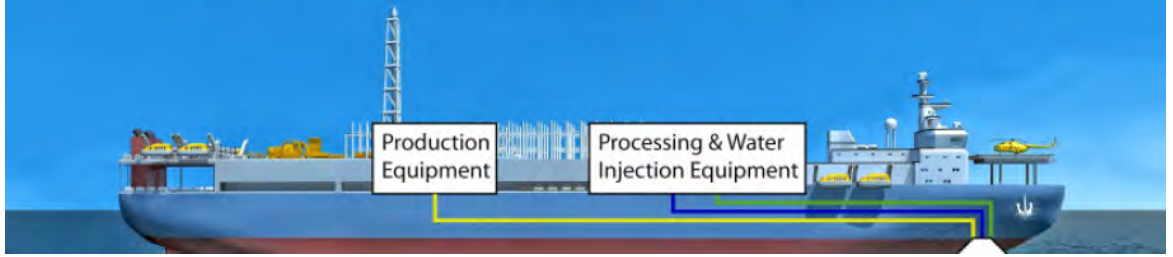 Production
Equipment
Processing & Water
Injection Equipment